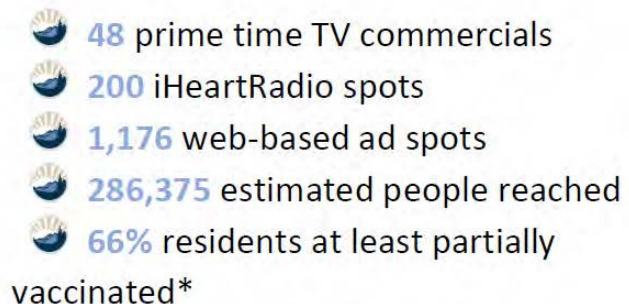 48 prime time TV commercials
200 iHeartRadio spots
1,176 web-based ad spots
286,375 estimated people reached
66% residents at least partially
vaccinated*